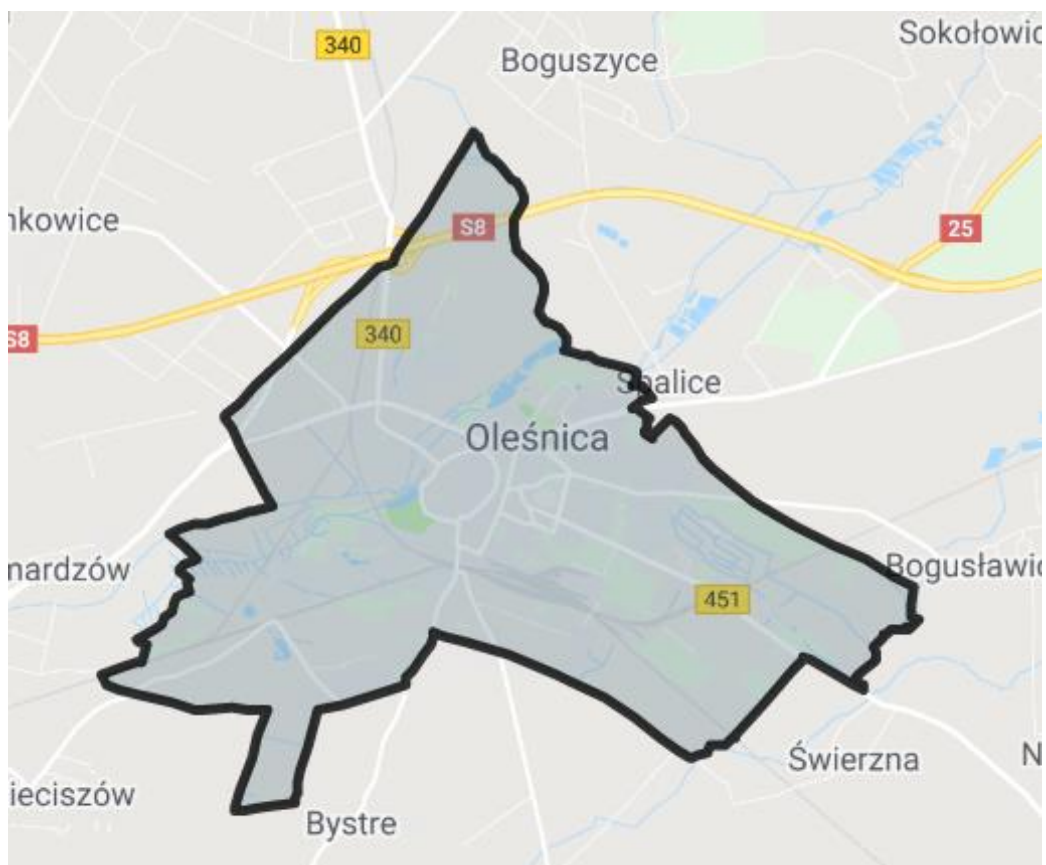 340
Sokołowic
Boguszyce
nkowice
S8
25
S8
340
Spalice
Oleśnica
nardzów
Bogusławic
451
Świerzna
N
ieciszów
Bystre